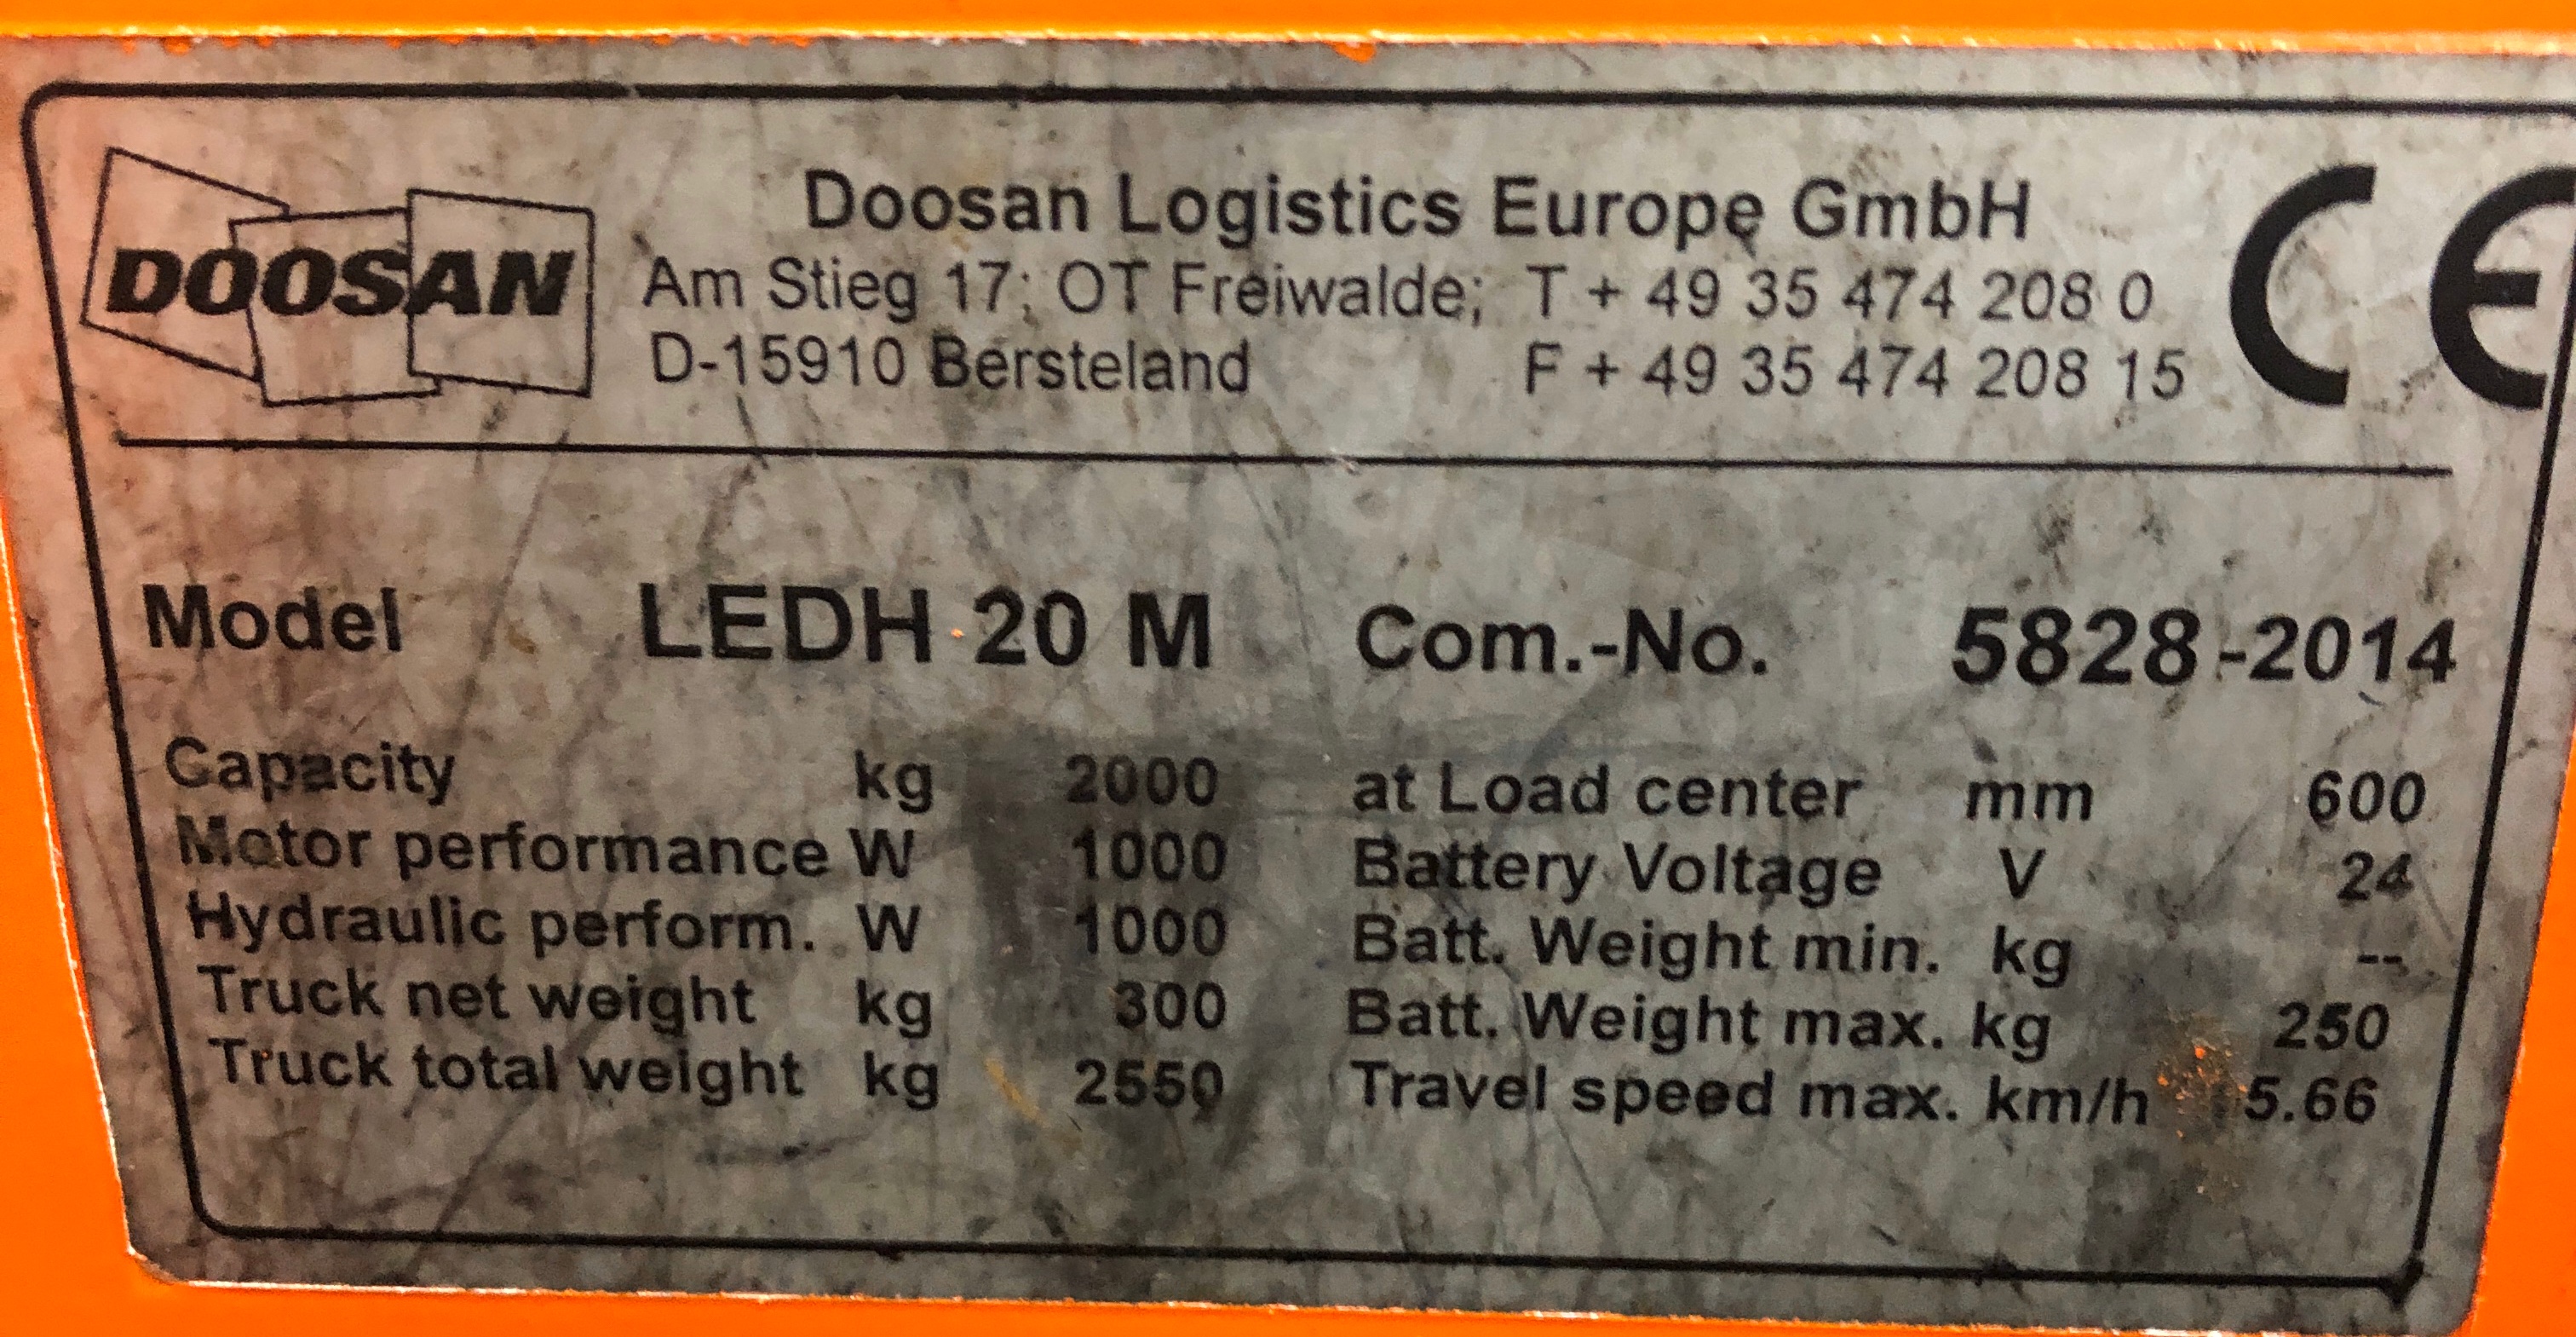 DOOSAN
Doosan Logistics Europe GmbH
Am Stieg 17; OT Freiwalde; T + 49 35 474 208 0
D-15910 Bersteland F + 49 35 474 208 15
CE
Model LEDH 20 M Com.-No. 5828-2014
Capacity kg 2000 at Load center mm 600
Motor performance W 1000 Battery Voltage V 24
Hydraulic perform. W 1000 Batt. Weight min. kg --
Truck net weight kg 300 Batt. Weight max. kg 250
Truck total weight kg 2550 Travel speed max. km/h 5.66